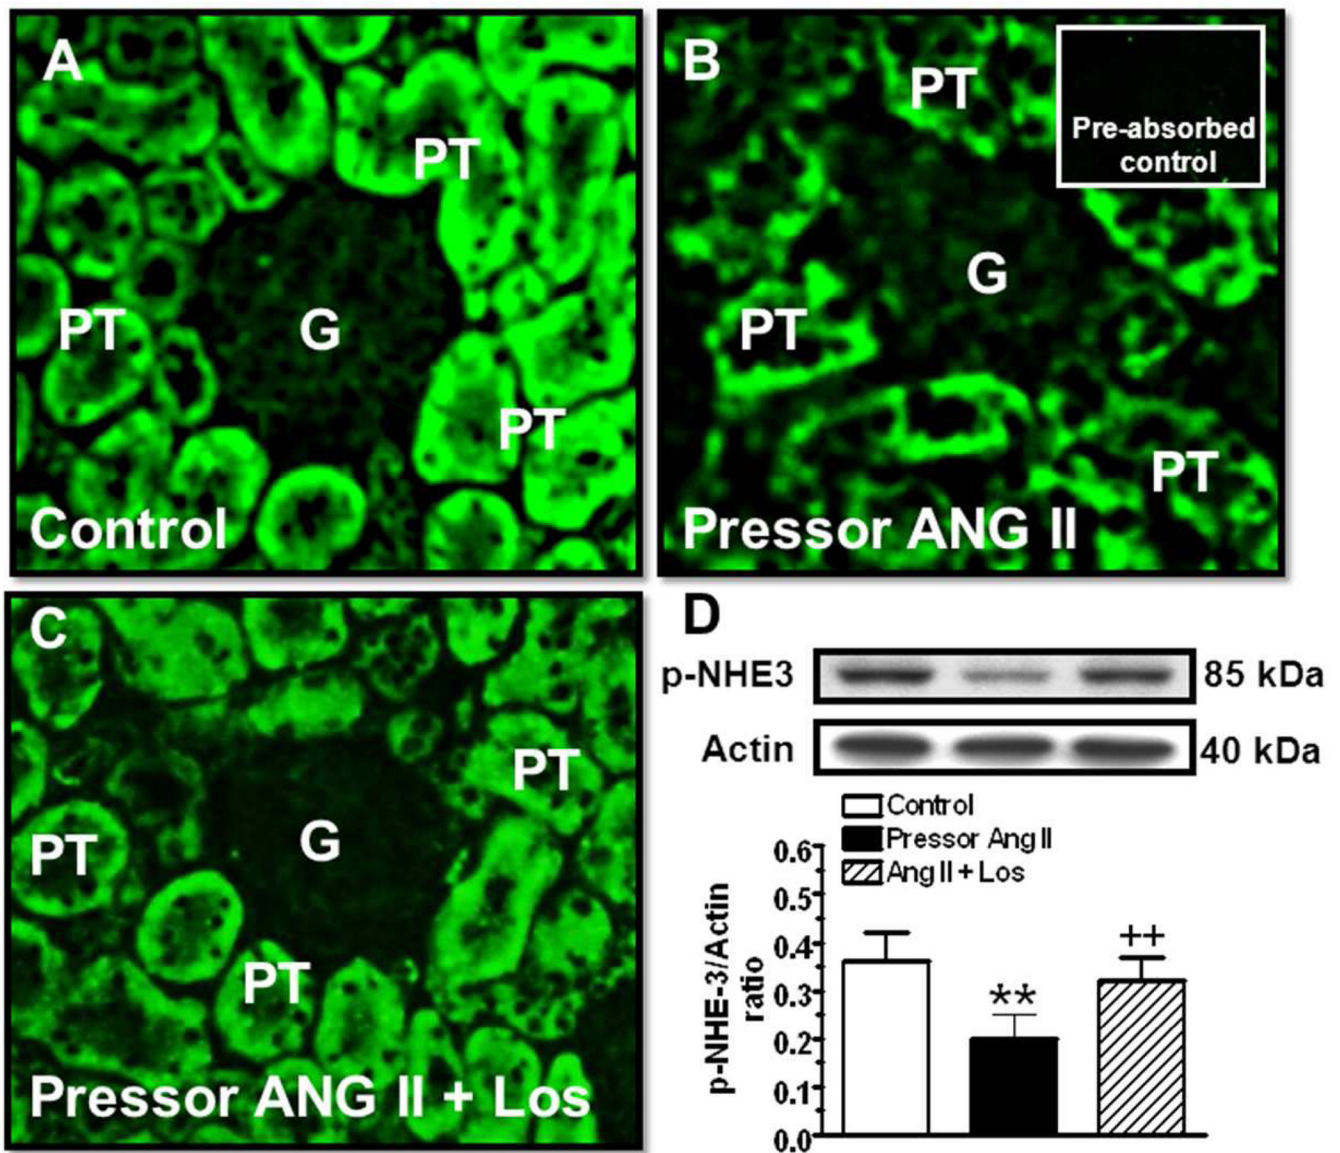 A
PT
PT
G
PT
Control
B
PT
Pre-absorbed
control
G
PT
PT
Pressor ANG II
C
PT
PT
G
PT
Pressor ANG II + Los
D
p-NHE3
85 kDa
Actin
40 kDa
Control
Pressor Ang II
Ang II + Los
0.6
0.5
0.4
0.3
0.2
0.1
0.0
p-NHE-3/Actin
ratio
**
++